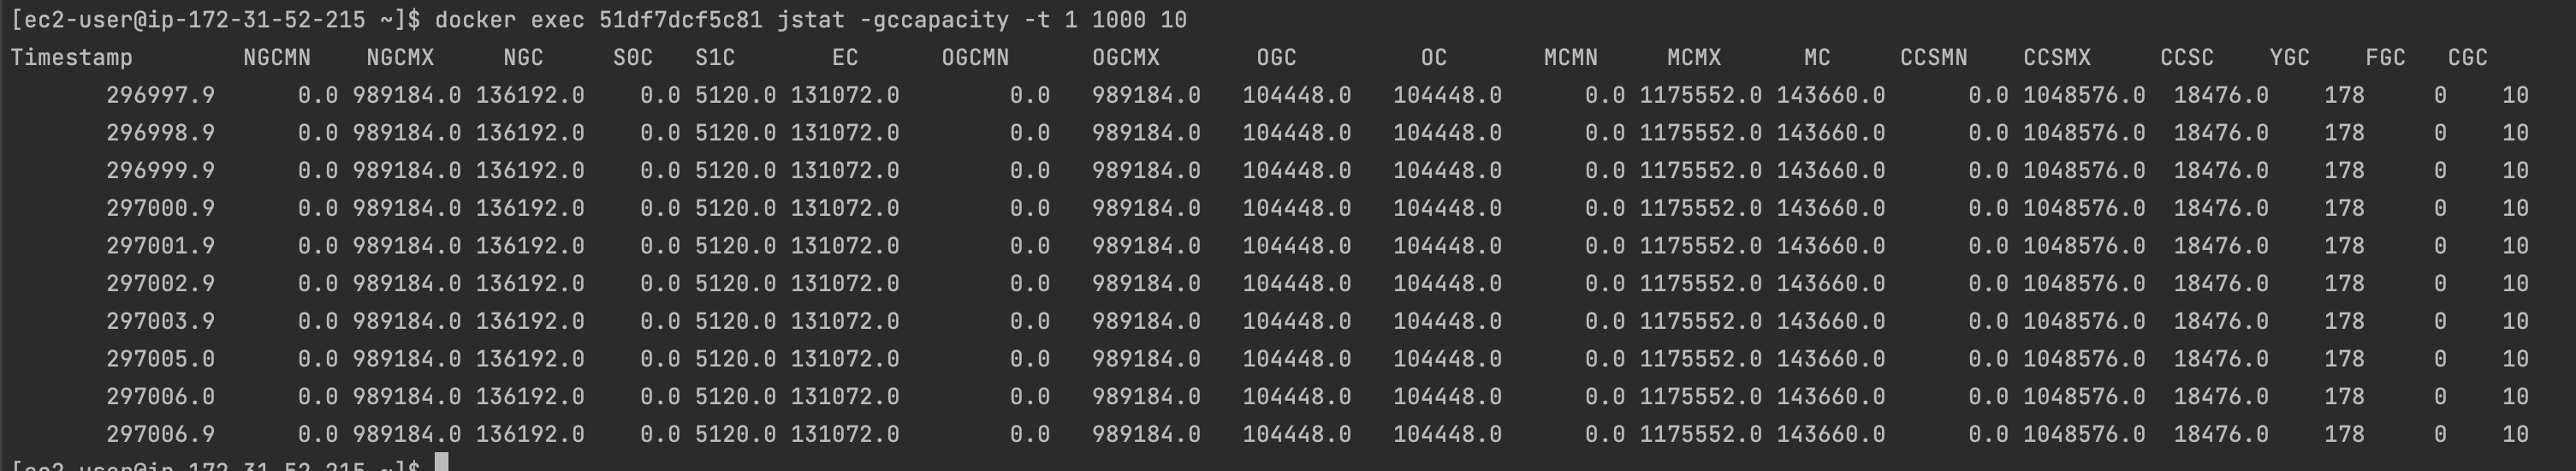 [ec2-user@ip-172-31-52-215 ~]$ docker exec 51df7dcf5c81 jstat -gccapacity -t 1 1000 10
Timestamp NGCMN NGCMX NGC S0C S1C EC OGCMN OGCMX OGC OC MCMN MCMX MC CCSMN CCSMX CCSC YGC FGC CGC
296997.9 0.0 989184.0 136192.0 0.0 5120.0 131072.0 0.0 989184.0 104448.0 104448.0 0.0 1175552.0 143660.0 0.0 1048576.0 18476.0 178 0 10
296998.9 0.0 989184.0 136192.0 0.0 5120.0 131072.0 0.0 989184.0 104448.0 104448.0 0.0 1175552.0 143660.0 0.0 1048576.0 18476.0 178 0 10
296999.9 0.0 989184.0 136192.0 0.0 5120.0 131072.0 0.0 989184.0 104448.0 104448.0 0.0 1175552.0 143660.0 0.0 1048576.0 18476.0 178 0 10
297000.9 0.0 989184.0 136192.0 0.0 5120.0 131072.0 0.0 989184.0 104448.0 104448.0 0.0 1175552.0 143660.0 0.0 1048576.0 18476.0 178 0 10
297001.9 0.0 989184.0 136192.0 0.0 5120.0 131072.0 0.0 989184.0 104448.0 104448.0 0.0 1175552.0 143660.0 0.0 1048576.0 18476.0 178 0 10
297002.9 0.0 989184.0 136192.0 0.0 5120.0 131072.0 0.0 989184.0 104448.0 104448.0 0.0 1175552.0 143660.0 0.0 1048576.0 18476.0 178 0 10
297003.9 0.0 989184.0 136192.0 0.0 5120.0 131072.0 0.0 989184.0 104448.0 104448.0 0.0 1175552.0 143660.0 0.0 1048576.0 18476.0 178 0 10
297005.0 0.0 989184.0 136192.0 0.0 5120.0 131072.0 0.0 989184.0 104448.0 104448.0 0.0 1175552.0 143660.0 0.0 1048576.0 18476.0 178 0 10
297006.0 0.0 989184.0 136192.0 0.0 5120.0 131072.0 0.0 989184.0 104448.0 104448.0 0.0 1175552.0 143660.0 0.0 1048576.0 18476.0 178 0 10
297006.9 0.0 989184.0 136192.0 0.0 5120.0 131072.0 0.0 989184.0 104448.0 104448.0 0.0 1175552.0 143660.0 0.0 1048576.0 18476.0 178 0 10
[ec2-user@ip-172-31-52-215 ~]$